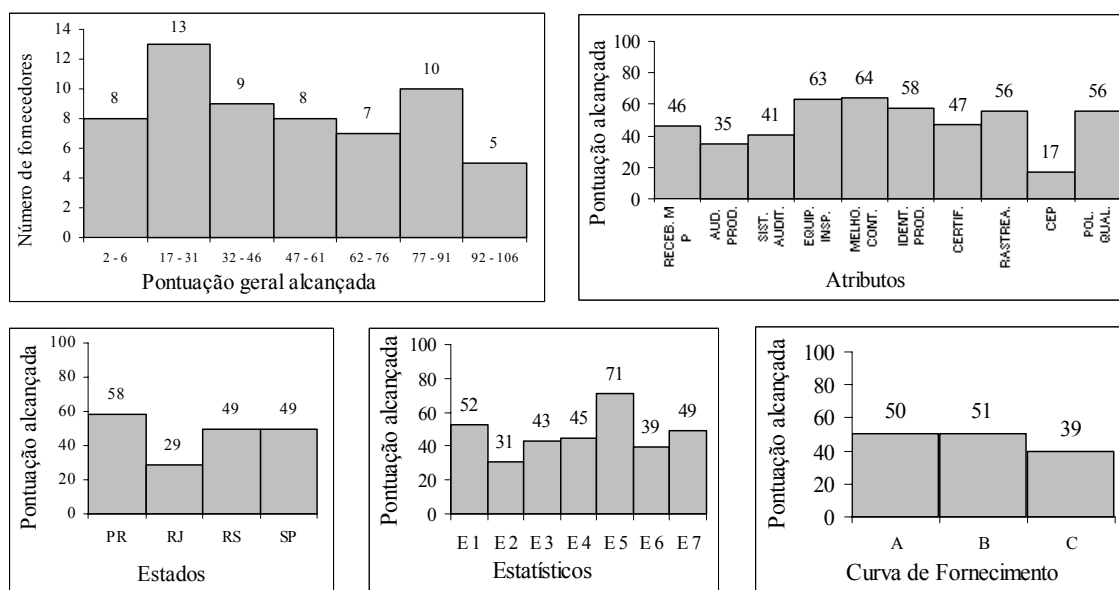 Número de fornecedores
14
12
10
8
6
4
2
0
8
13
9
8
7
10
5
2 - 6
17 - 31
32 - 46
47 - 61
62 - 76
77 - 91
92 - 106
Pontuação geral alcançada
Pontuação alcançada
100
80
60
40
20
0
46
35
41
63
64
58
47
56
17
56
RECEB. M
P
AUD.
PROD.
SIST.
AUDIT.
EQUIP.
INSP.
MELHO.
CONT.
IDENT.
PROD.
CERTIF.
RASTREA.
CEP
POL.
QUAL.
Atributos
Pontuação alcançada
100
80
60
40
20
0
58
29
49
49
PR
RJ
RS
SP
Estados
Pontuação alcançada
100
80
60
40
20
0
52
31
43
45
71
39
49
E 1
E 2
E 3
E 4
E 5
E 6
E 7
Estatísticos
Pontuação alcançada
100
80
60
40
20
0
50
51
39
A
B
C
Curva de Fornecimento